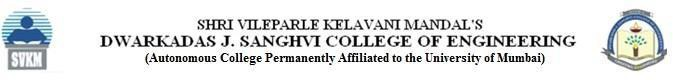 SHRI VILEPARLE KELAVANI MANDAL'S
DWARKADAS J. SANGHVI COLLEGE OF ENGINEERING
(Autonomous College Permanently Affiliated to the University of Mumbai)
SVKM